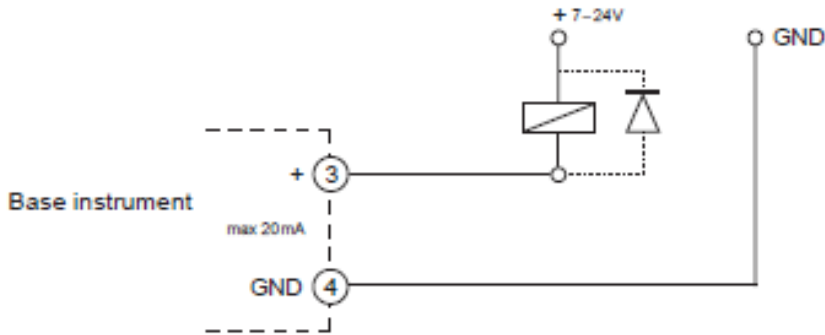 + 7–24V
GND
+ 3
Base instrument
max 20mA
GND 4